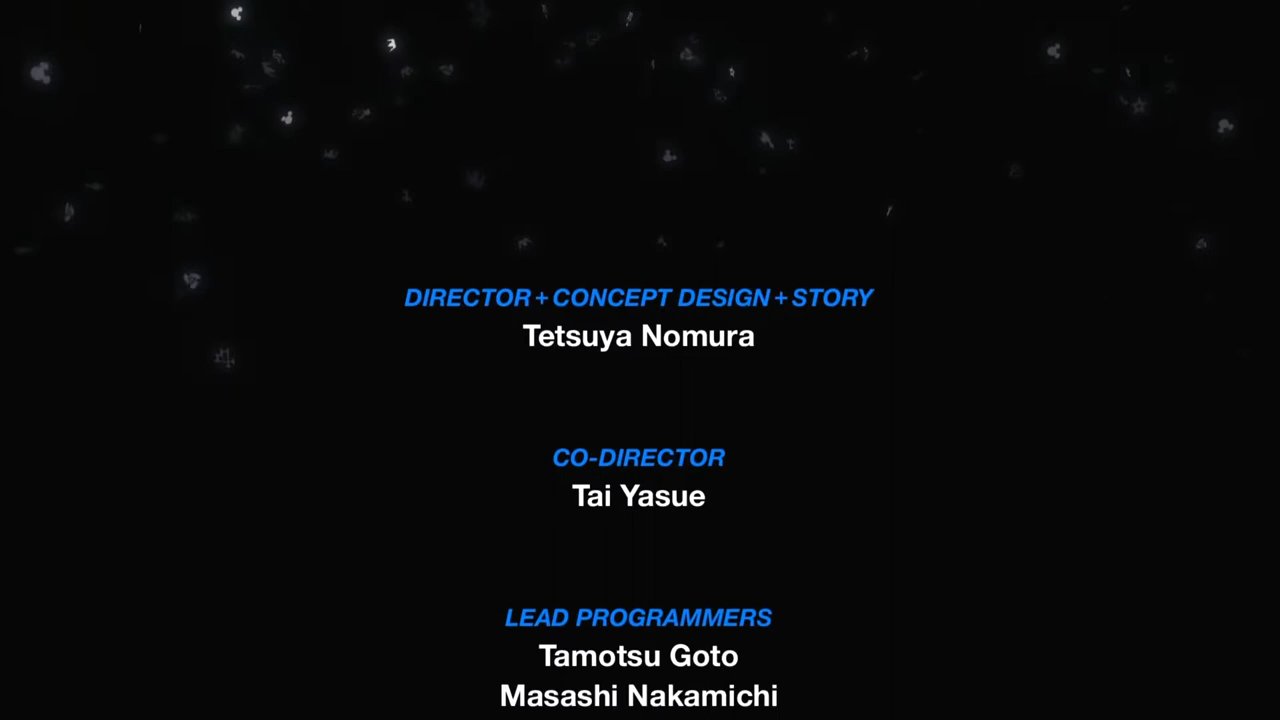 DIRECTOR + CONCEPT DESIGN + STORY
Tetsuya Nomura
CO-DIRECTOR
Tai Yasue
LEAD PROGRAMMERS
Tamotsu Goto
Masashi Nakamichi